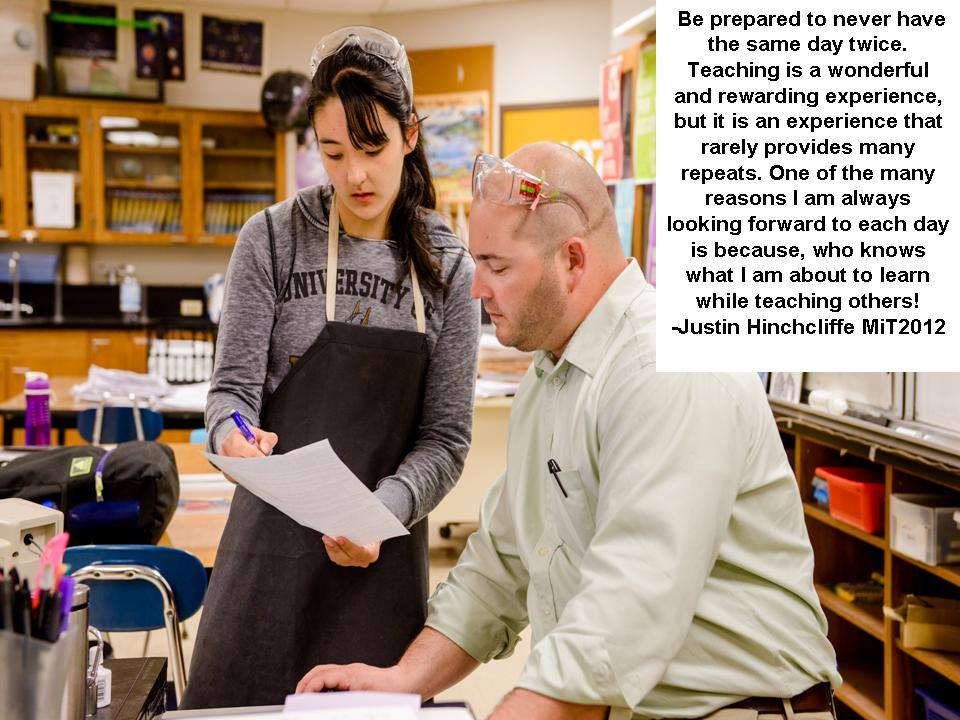 Be prepared to never have
the same day twice.
Teaching is a wonderful
and rewarding experience,
but it is an experience that
rarely provides many
repeats. One of the many
reasons I am always
looking forward to each day
is because, who knows
what I am about to learn
while teaching others!
-Justin Hinchcliffe MiT2012
UNIVERSITY